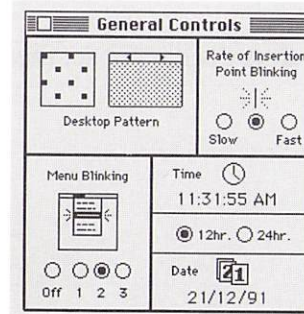 General Controls
Rate of Insertion
Point Blinking
Desktop Pattern
Slow Fast
Menu Blinking
Off 1 2 3
Time
11:31:55 AM
12hr. 24hr.
Date
21
21/12/91